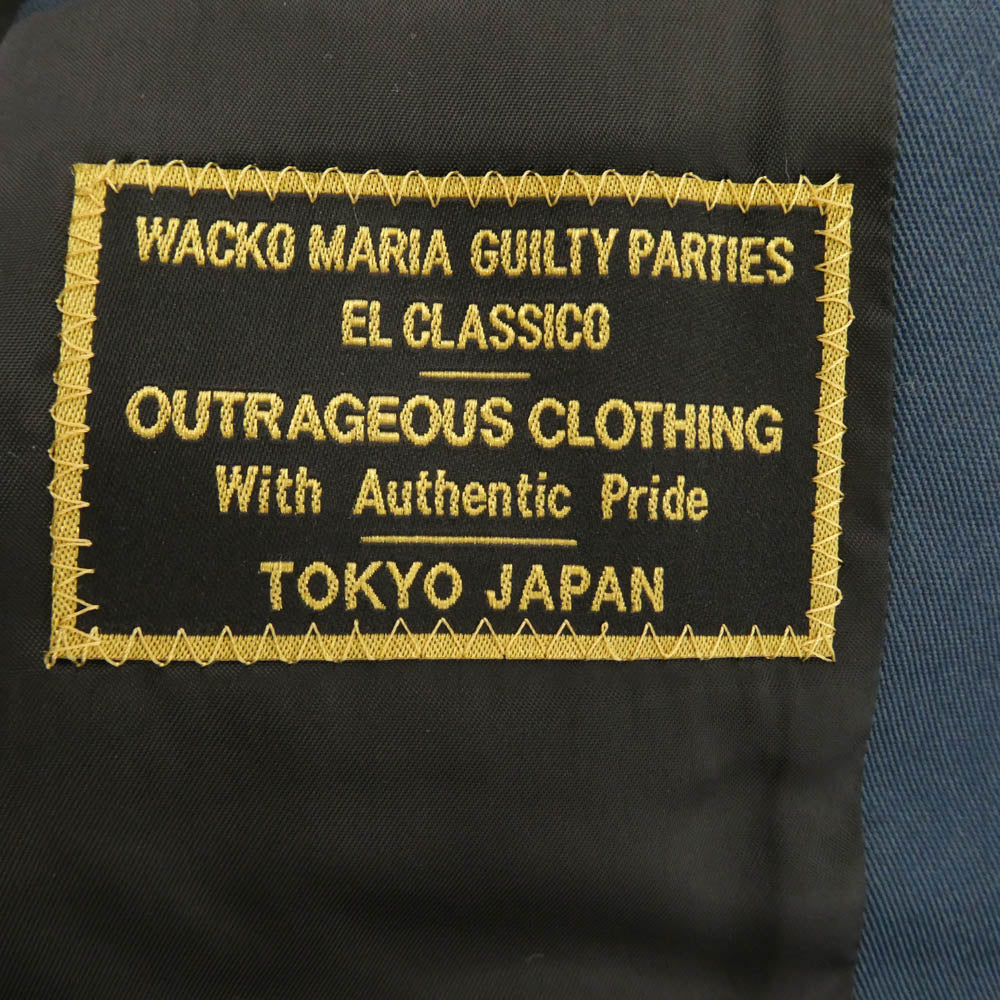 WACKO MARIA GUILTY PARTIES
EL CLASSICO
OUTRAGEOUS CLOTHING
With Authentic Pride
TOKYO JAPAN